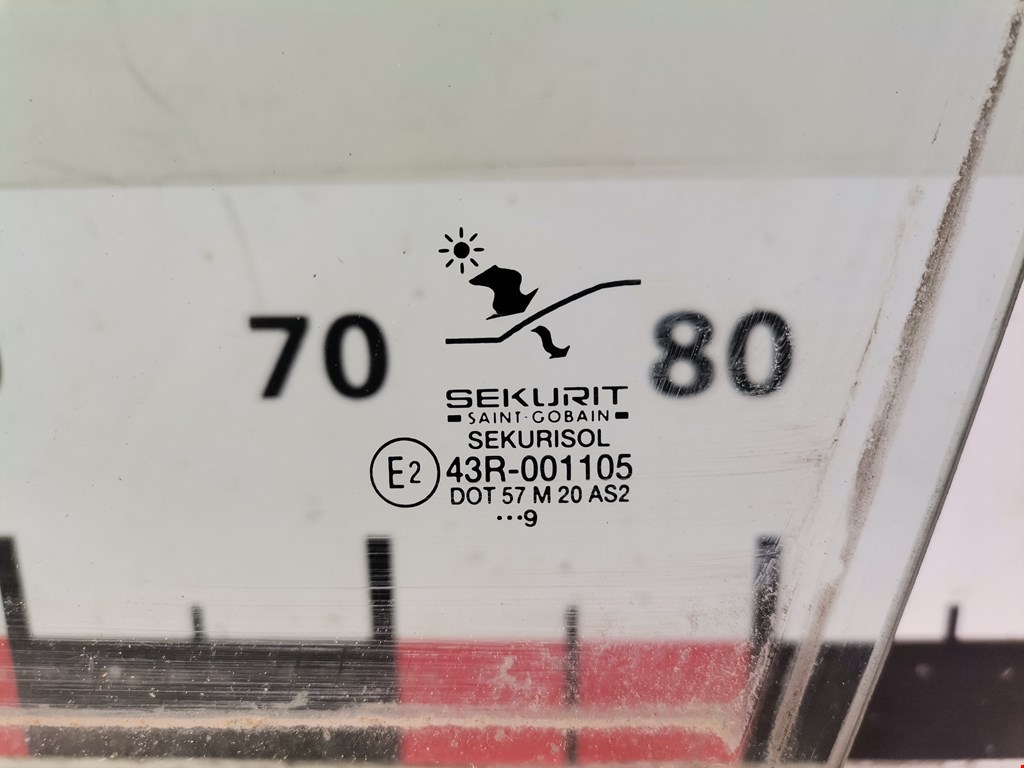 70 80
SEKURIT
SAINT-GOBAIN
SEKURISOL
E2 43R-001105
DOT 57 M 20 AS2
...9